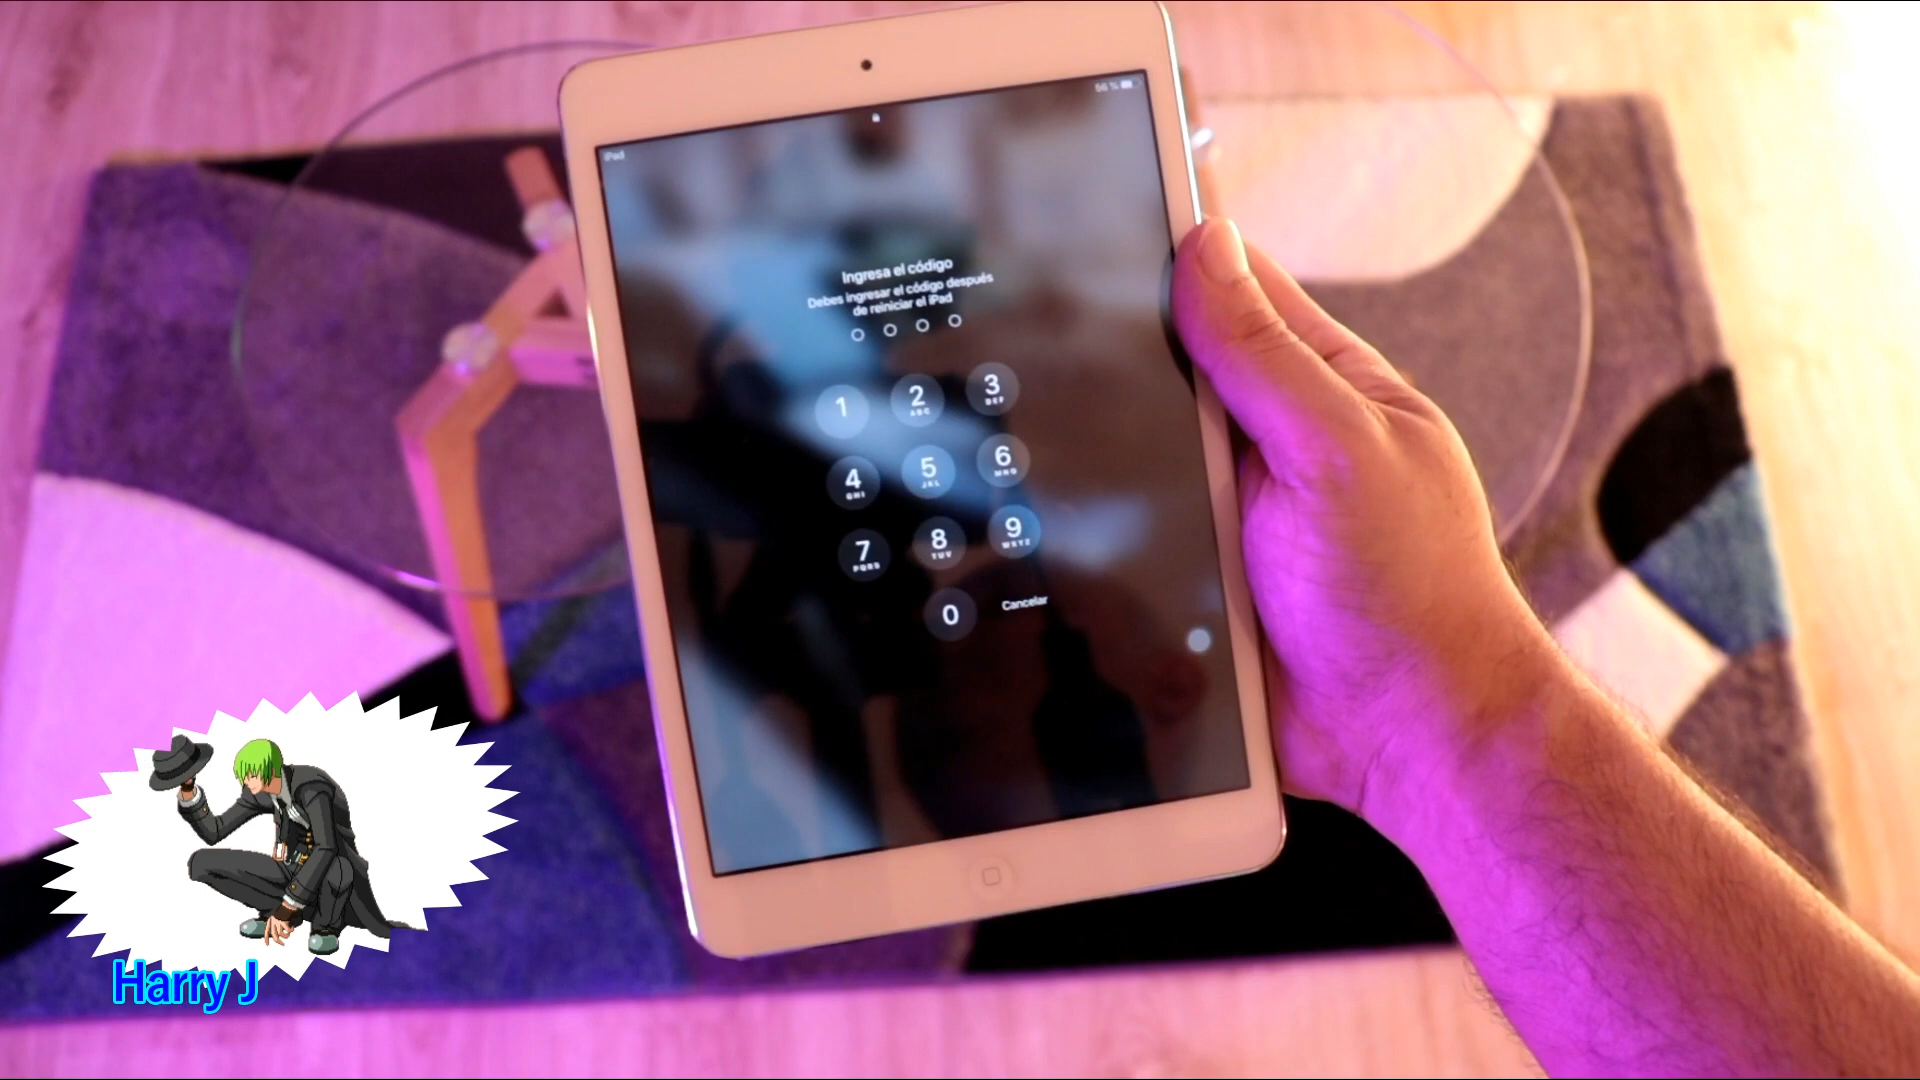 56 %
iPad
Ingresa el código
Debes ingresar el código después
de reiniciar el iPad
1 2 3
ABC DEF
4 5 6
GHI JKL MNO
7 8 9
PQRS TUV WXYZ
0 Cancelar
Harry J